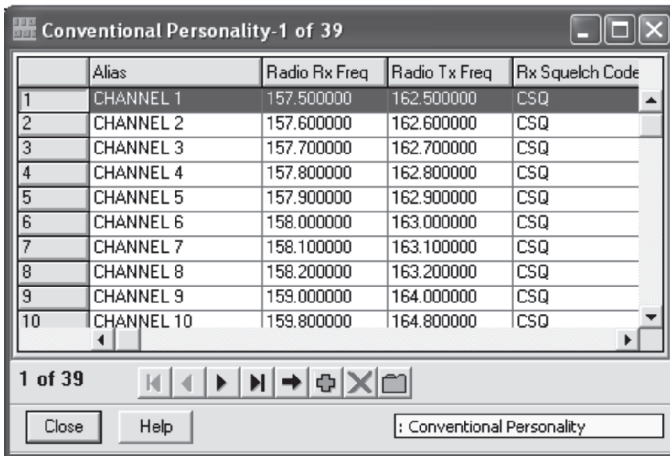 Conventional Personality-1 of 39
Alias Radio Rx Freq Radio Tx Freq Rx Squelch Code
1 CHANNEL 1 157.500000 162.500000 CSQ
2 CHANNEL 2 157.600000 162.600000 CSQ
3 CHANNEL 3 157.700000 162.700000 CSQ
4 CHANNEL 4 157.800000 162.800000 CSQ
5 CHANNEL 5 157.900000 162.900000 CSQ
6 CHANNEL 6 158.000000 163.000000 CSQ
7 CHANNEL 7 158.100000 163.100000 CSQ
8 CHANNEL 8 158.200000 163.200000 CSQ
9 CHANNEL 9 159.000000 164.000000 CSQ
10 CHANNEL 10 159.800000 164.800000 CSQ
1 of 39
Close Help : Conventional Personality